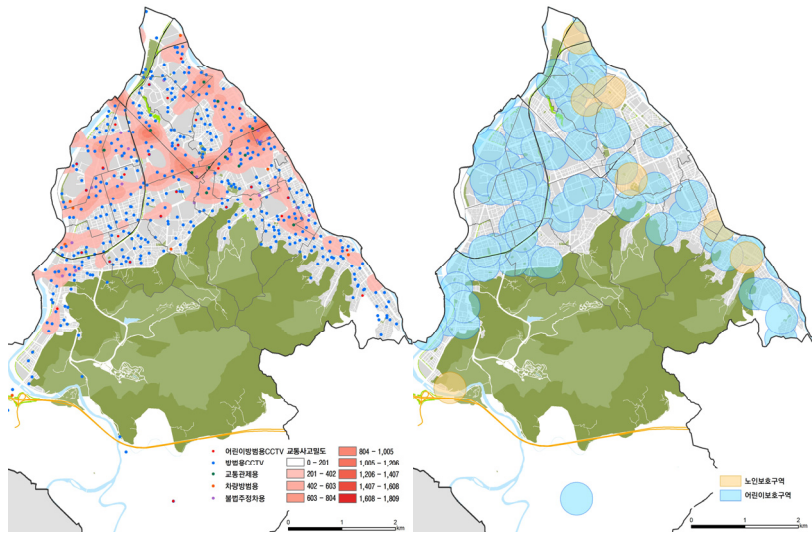 어린이방범용CCTV
방범용CCTV
교통관제용
차량방범용
불법주정차용
교통사고밀도
0 - 201
201 - 402
402 - 603
603 - 804
804 - 1,005
1,005 - 1,206
1,206 - 1,407
1,407 - 1,608
1,608 - 1,809
0 1 2
km
노인보호구역
어린이보호구역
0 1 2
km